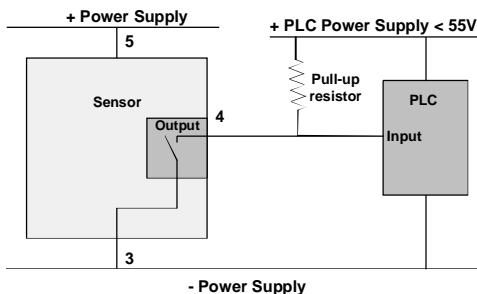 + Power Supply
+ PLC Power Supply < 55V
5
Sensor
Pull-up
resistor
PLC
4
Output
Input
3
- Power Supply